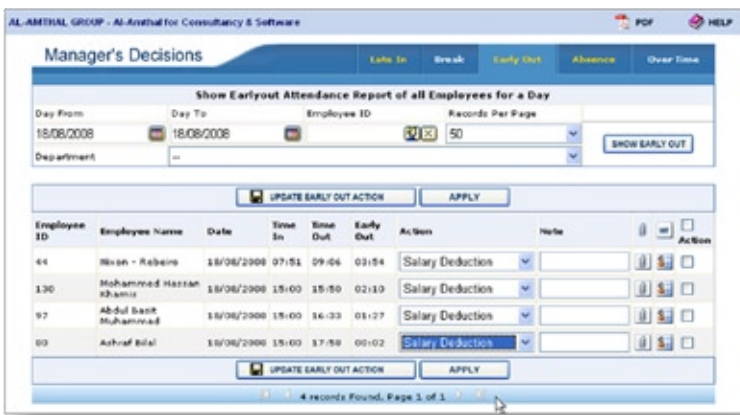 AL-AMTHAL GROUP - Al-Amthal for Consultancy & Software PDF HELP
Manager's Decisions Late In Break Early Out Absence Over Time
Show Earlyout Attendance Report of all Employees for a Day
Day From Day To Employee ID Records Per Page
18/08/2008 18/08/2008 50
SHOW EARLY OUT
Department --
UPDATE EARLY OUT ACTION APPLY
Employee ID Employee Name Date Time In Time Out Early Out Action Note Action
44 Nixon - Rebeiro 18/08/2008 07:51 09:06 03:54 Salary Deduction
130 Mohammed Hassan Khamis 18/08/2008 15:00 15:50 02:10 Salary Deduction
97 Abdul Basit Muhammad 18/08/2008 15:00 16:33 01:27 Salary Deduction
Ashraf Bilal 18/08/2008 15:00 17:58 00:02 Salary Deduction
UPDATE EARLY OUT ACTION APPLY
4 records Found, Page 1 of 1